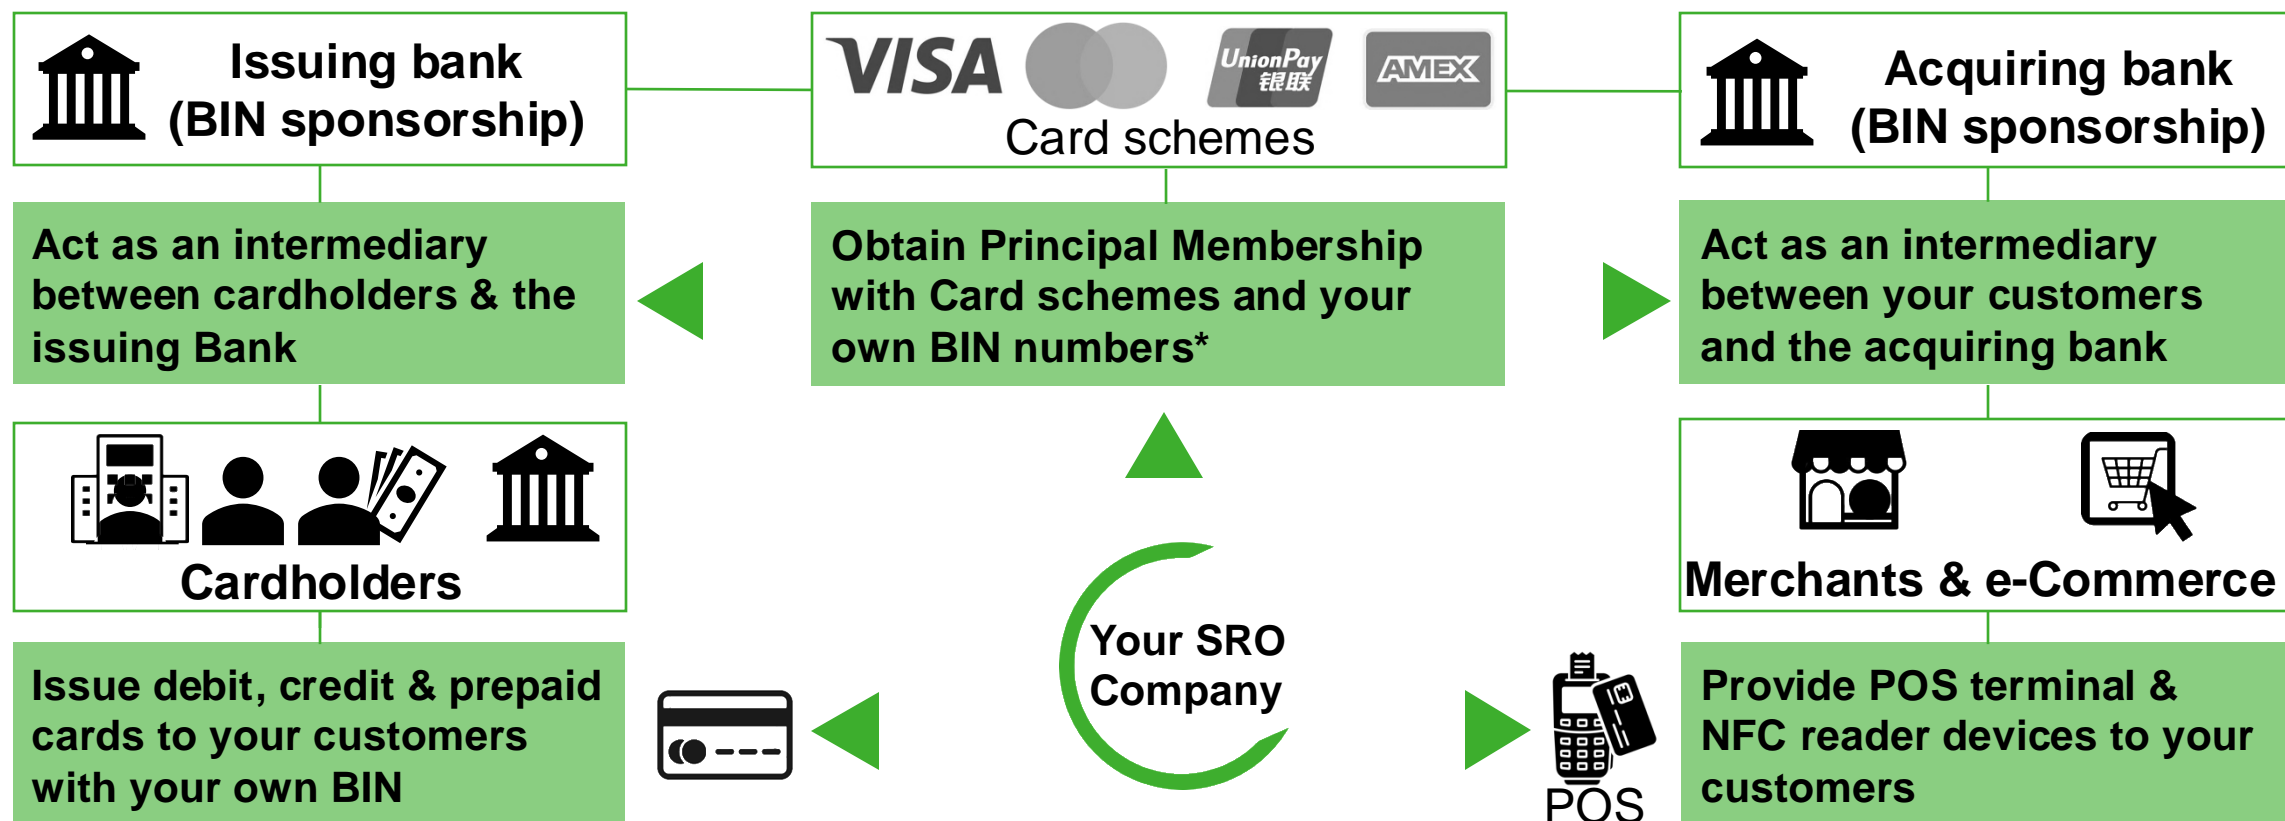 Issuing bank
(BIN sponsorship)
VISA
UnionPay
银联
AMEX
Card schemes
Acquiring bank
(BIN sponsorship)
Act as an intermediary
between cardholders & the
issuing Bank
Obtain Principal Membership
with Card schemes and your
own BIN numbers*
Act as an intermediary
between your customers
and the acquiring bank
Cardholders
Merchants & e-Commerce
Your SRO
Company
Issue debit, credit & prepaid
cards to your customers
with your own BIN
POS
Provide POS terminal &
NFC reader devices to your
customers